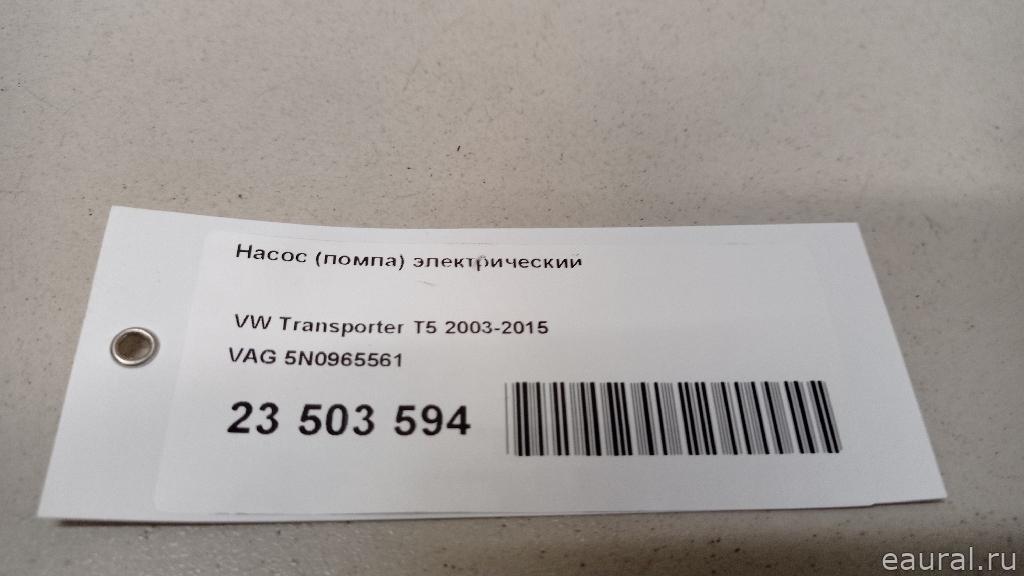 Насос (помпа) электрический
VW Transporter T5 2003-2015
VAG 5N0965561
23 503 594
eaural.ru